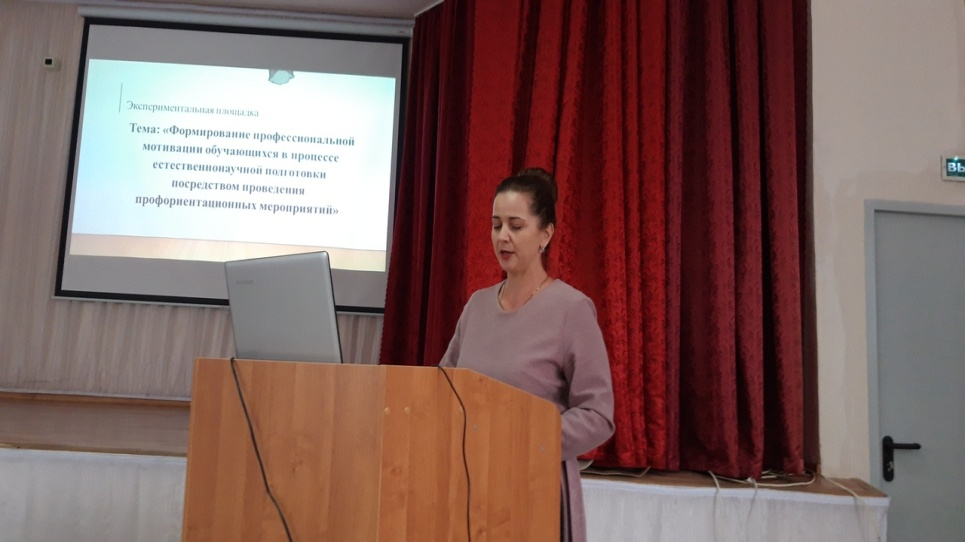 Экспериментальная площадка
Тема: «Формирование профессиональной
мотивации обучающихся в процессе
естественнонаучной подготовки
посредством проведения
профориентационных мероприятий»